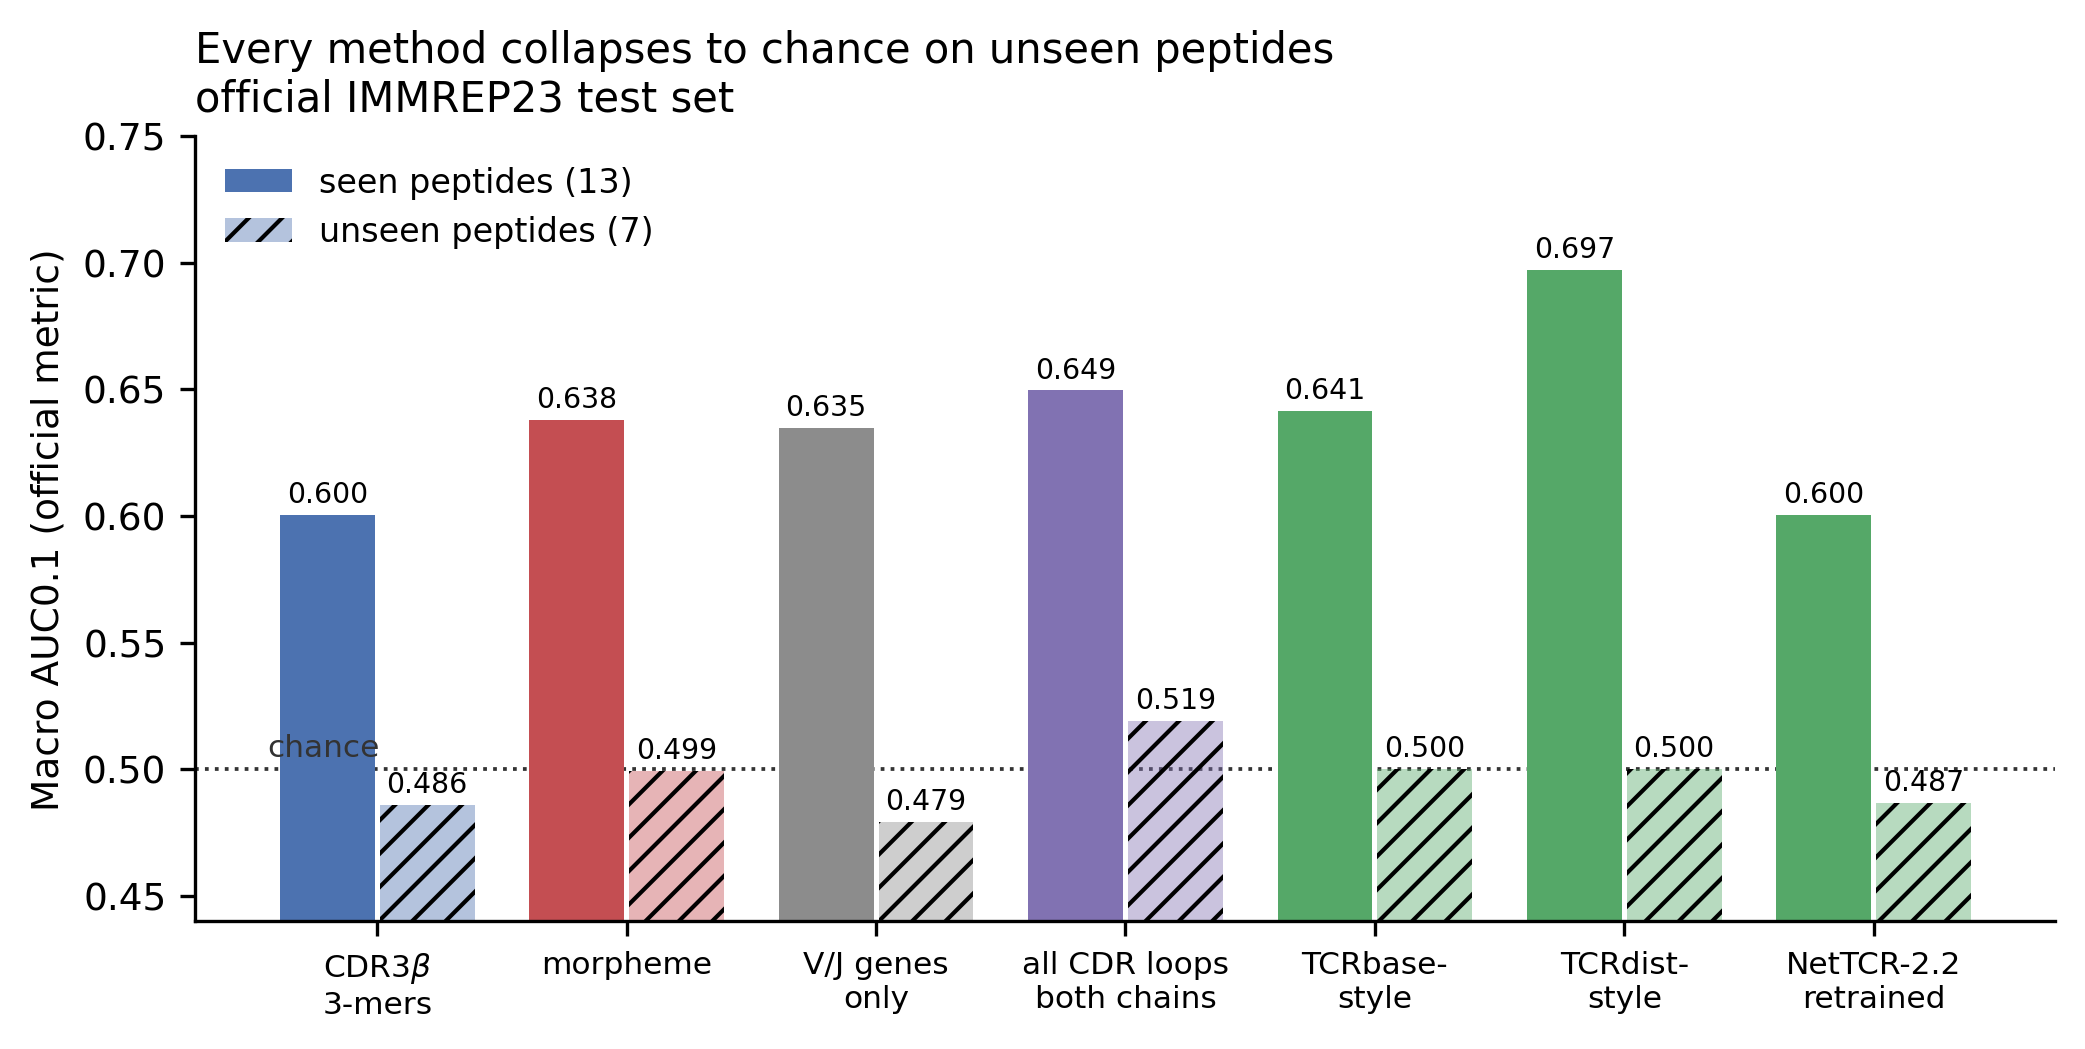 Every method collapses to chance on unseen peptides
official IMMREP23 test set
Macro AUC0.1 (official metric)
0.75
0.70
0.65
0.60
0.55
0.50
0.45
seen peptides (13)
unseen peptides (7)
chance
0.600
0.486
0.638
0.499
0.635
0.479
0.649
0.519
0.641
0.500
0.697
0.500
0.600
0.487
CDR3β
3-mers
morpheme
V/J genes
only
all CDR loops
both chains
TCRbase-
style
TCRdist-
style
NetTCR-2.2
retrained